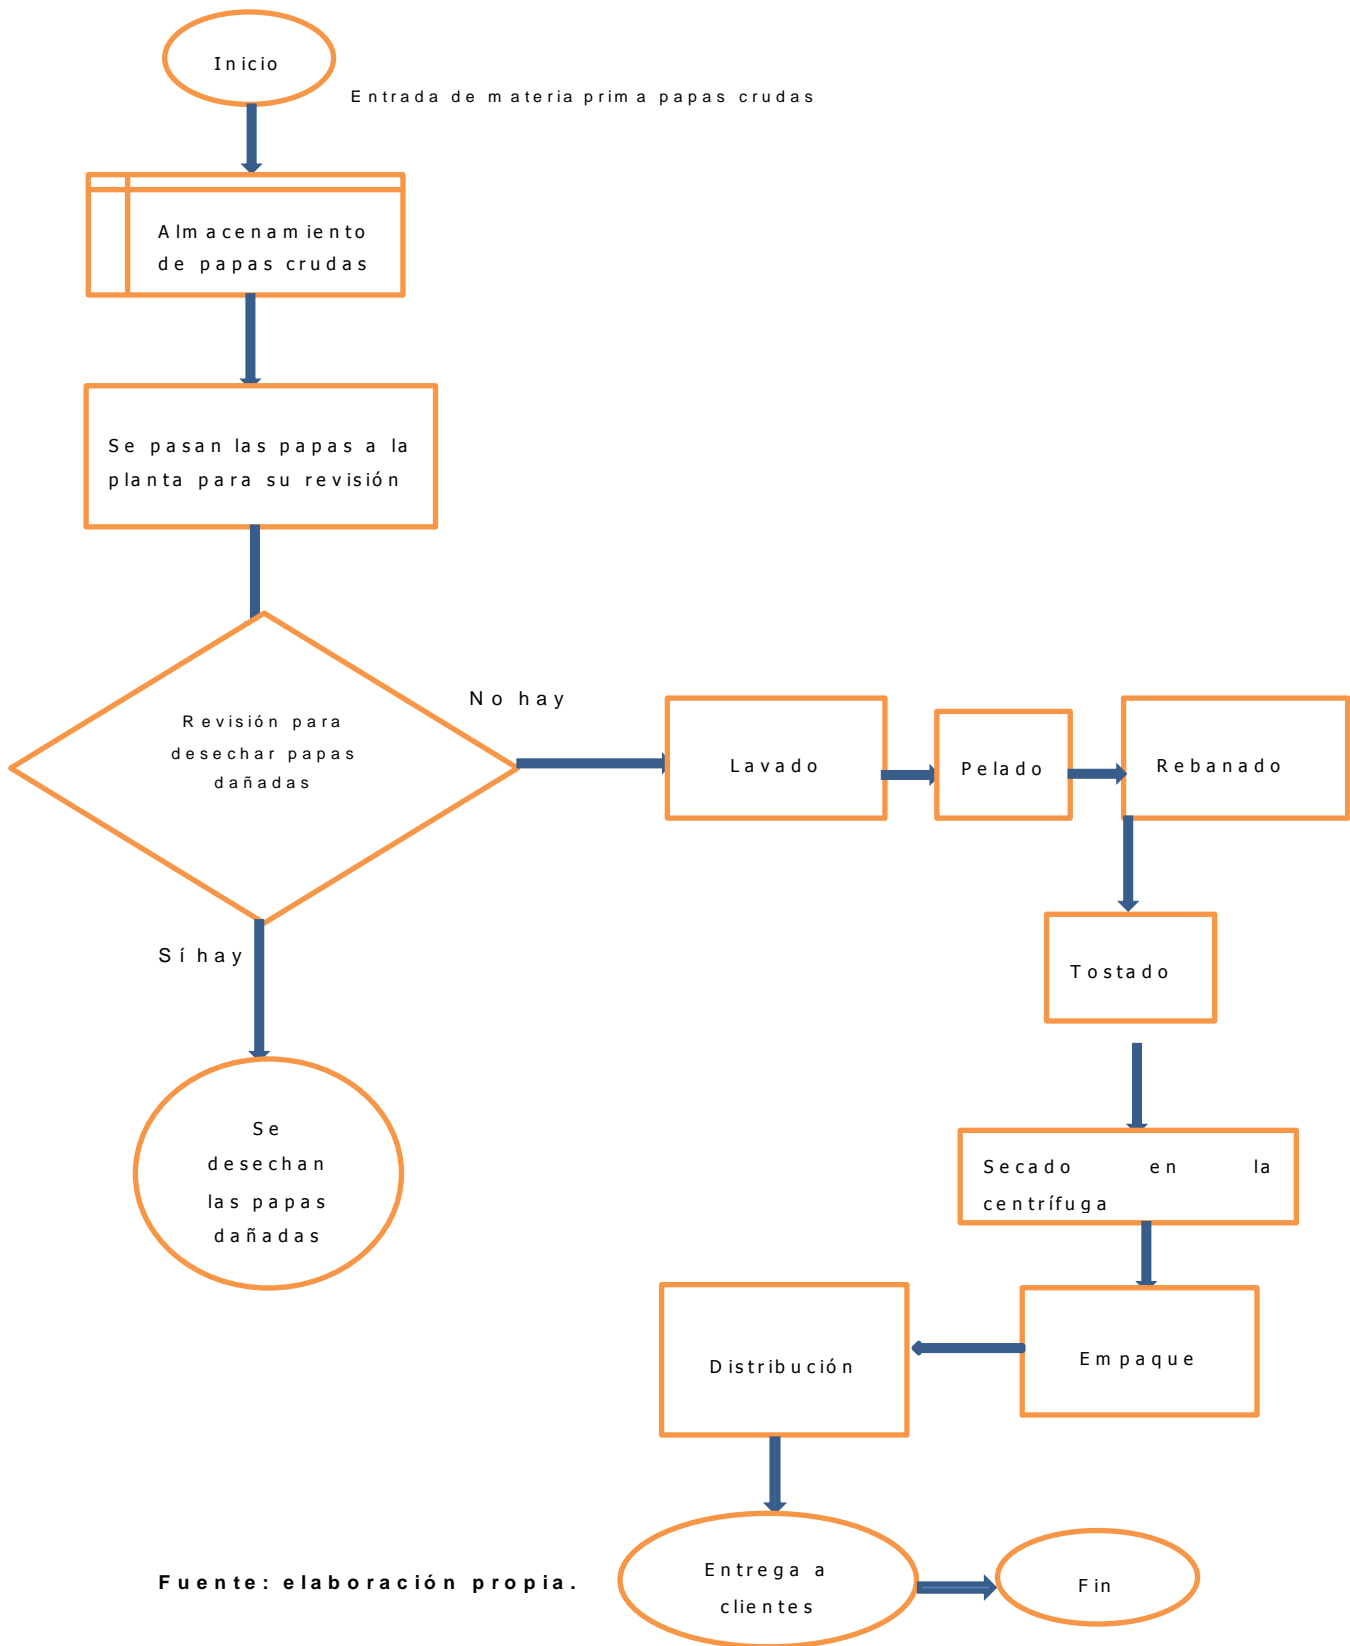 Inicio
Entrada de materia prima papas crudas
Almacenamiento
de papas crudas
Se pasan las papas a la
planta para su revisión
Revisión para
desechar papas
dañadas
No hay
Lavado
Pelado
Rebanado
Tostado
Sí hay
Se
desechan
las papas
dañadas
Secado en la
centrífuga
Empaque
Distribución
Entrega a
clientes
Fin
Fuente: elaboración propia.